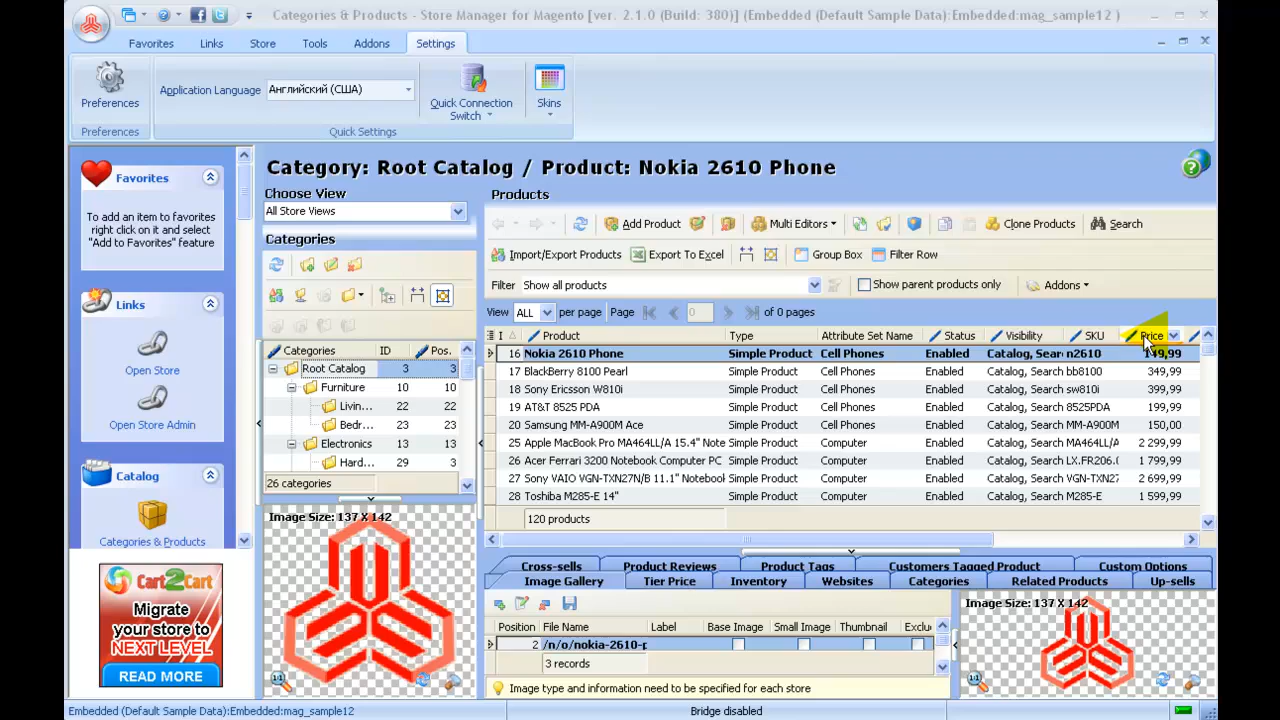 Categories & Products - Store Manager for Magento [ver. 2.1.0 (Build: 380)] (Embedded (Default Sample Data):Embedded:mag_sample12 )
Favorites Links Store Tools Addons Settings
Preferences
Application Language Английский (США)
Quick Connection
Switch
Skins
Preferences Quick Settings
Favorites
To add an item to favorites
right click on it and select
"Add to Favorites" feature
Links
Open Store
Open Store Admin
Catalog
Categories & Products
Cart2Cart
Migrate
your store to
NEXT LEVEL
READ MORE
Category: Root Catalog / Product: Nokia 2610 Phone
Choose View
All Store Views
Categories
Categories ID Pos.
Root Catalog 3 3
Furniture 10 10
Livin... 22 22
Bedr... 23 23
Electronics 13 13
Hard... 29 3
26 categories
Image Size: 137 X 142
1:1
Products
Add Product Multi Editors Clone Products Search
Import/Export Products Export To Excel Group Box Filter Row
Filter Show all products Show parent products only Addons
View ALL per page Page 0 of 0 pages
I Product Type Attribute Set Name Status Visibility SKU Price
16 Nokia 2610 Phone Simple Product Cell Phones Enabled Catalog, Sear n2610 149,99
17 BlackBerry 8100 Pearl Simple Product Cell Phones Enabled Catalog, Search bb8100 349,99
18 Sony Ericsson W810i Simple Product Cell Phones Enabled Catalog, Search sw810i 399,99
19 AT&T 8525 PDA Simple Product Cell Phones Enabled Catalog, Search 8525PDA 199,99
20 Samsung MM-A900M Ace Simple Product Cell Phones Enabled Catalog, Search MM-A900M 150,00
25 Apple MacBook Pro MA464LL/A 15.4" Note Simple Product Computer Enabled Catalog, Search MA464LL/A 2 299,99
26 Acer Ferrari 3200 Notebook Computer PC Simple Product Computer Enabled Catalog, Search LX.FR206. 1 799,99
27 Sony VAIO VGN-TXN27N/B 11.1" Notebook Simple Product Computer Enabled Catalog, Search VGN-TXN2 2 699,99
28 Toshiba M285-E 14" Simple Product Computer Enabled Catalog, Search M285-E 1 599,99
120 products
Cross-sells Product Reviews Product Tags Customers Tagged Product Custom Options
Image Gallery Tier Price Inventory Websites Categories Related Products Up-sells
Position File Name Label Base Image Small Image Thumbnail Exclu
2 /n/o/nokia-2610-p
3 records
Image type and information need to be specified for each store
Image Size: 137 X 142
1:1
Embedded (Default Sample Data):Embedded:mag_sample12 Bridge disabled